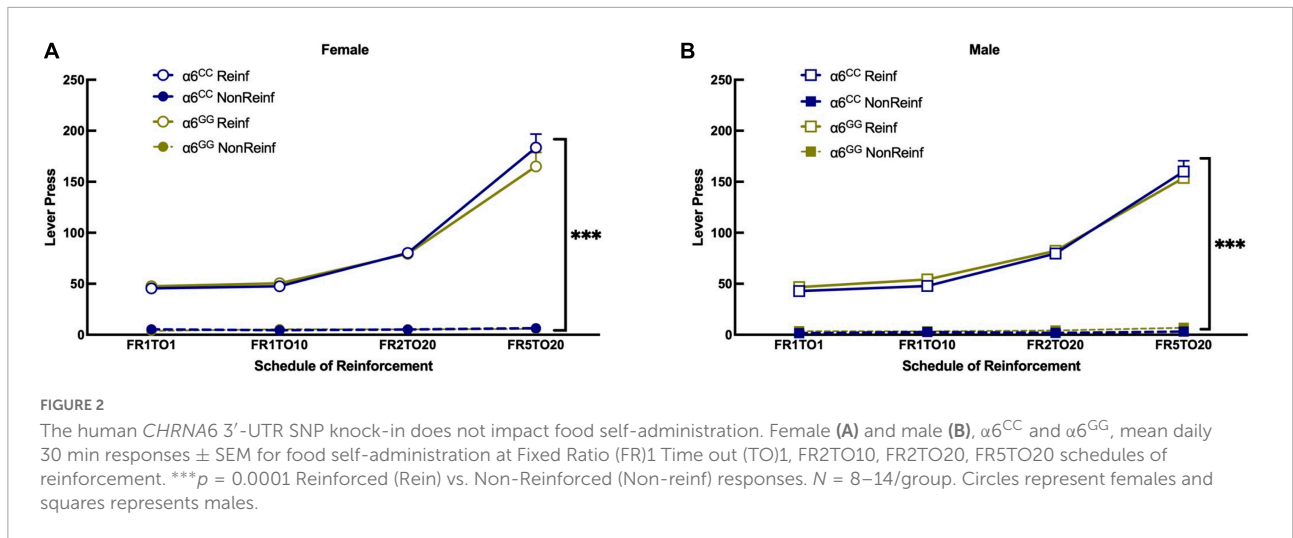 A
Female
α6CC Reinf
α6CC NonReinf
α6GG Reinf
α6GG NonReinf
250
200
150
100
50
0
Lever Press
***
FR1TO1 FR1TO10 FR2TO20 FR5TO20
Schedule of Reinforcement
B
Male
α6CC Reinf
α6CC NonReinf
α6GG Reinf
α6GG NonReinf
250
200
150
100
50
0
Lever Press
***
FR1TO1 FR1TO10 FR2TO20 FR5TO20
Schedule of Reinforcement
FIGURE 2
The human CHRNA6 3′-UTR SNP knock-in does not impact food self-administration. Female (A) and male (B), α6CC and α6GG, mean daily
30 min responses ± SEM for food self-administration at Fixed Ratio (FR)1 Time out (TO)1, FR2TO10, FR2TO20, FR5TO20 schedules of
reinforcement. ***p = 0.0001 Reinforced (Rein) vs. Non-Reinforced (Non-reinf) responses. N = 8–14/group. Circles represent females and
squares represents males.